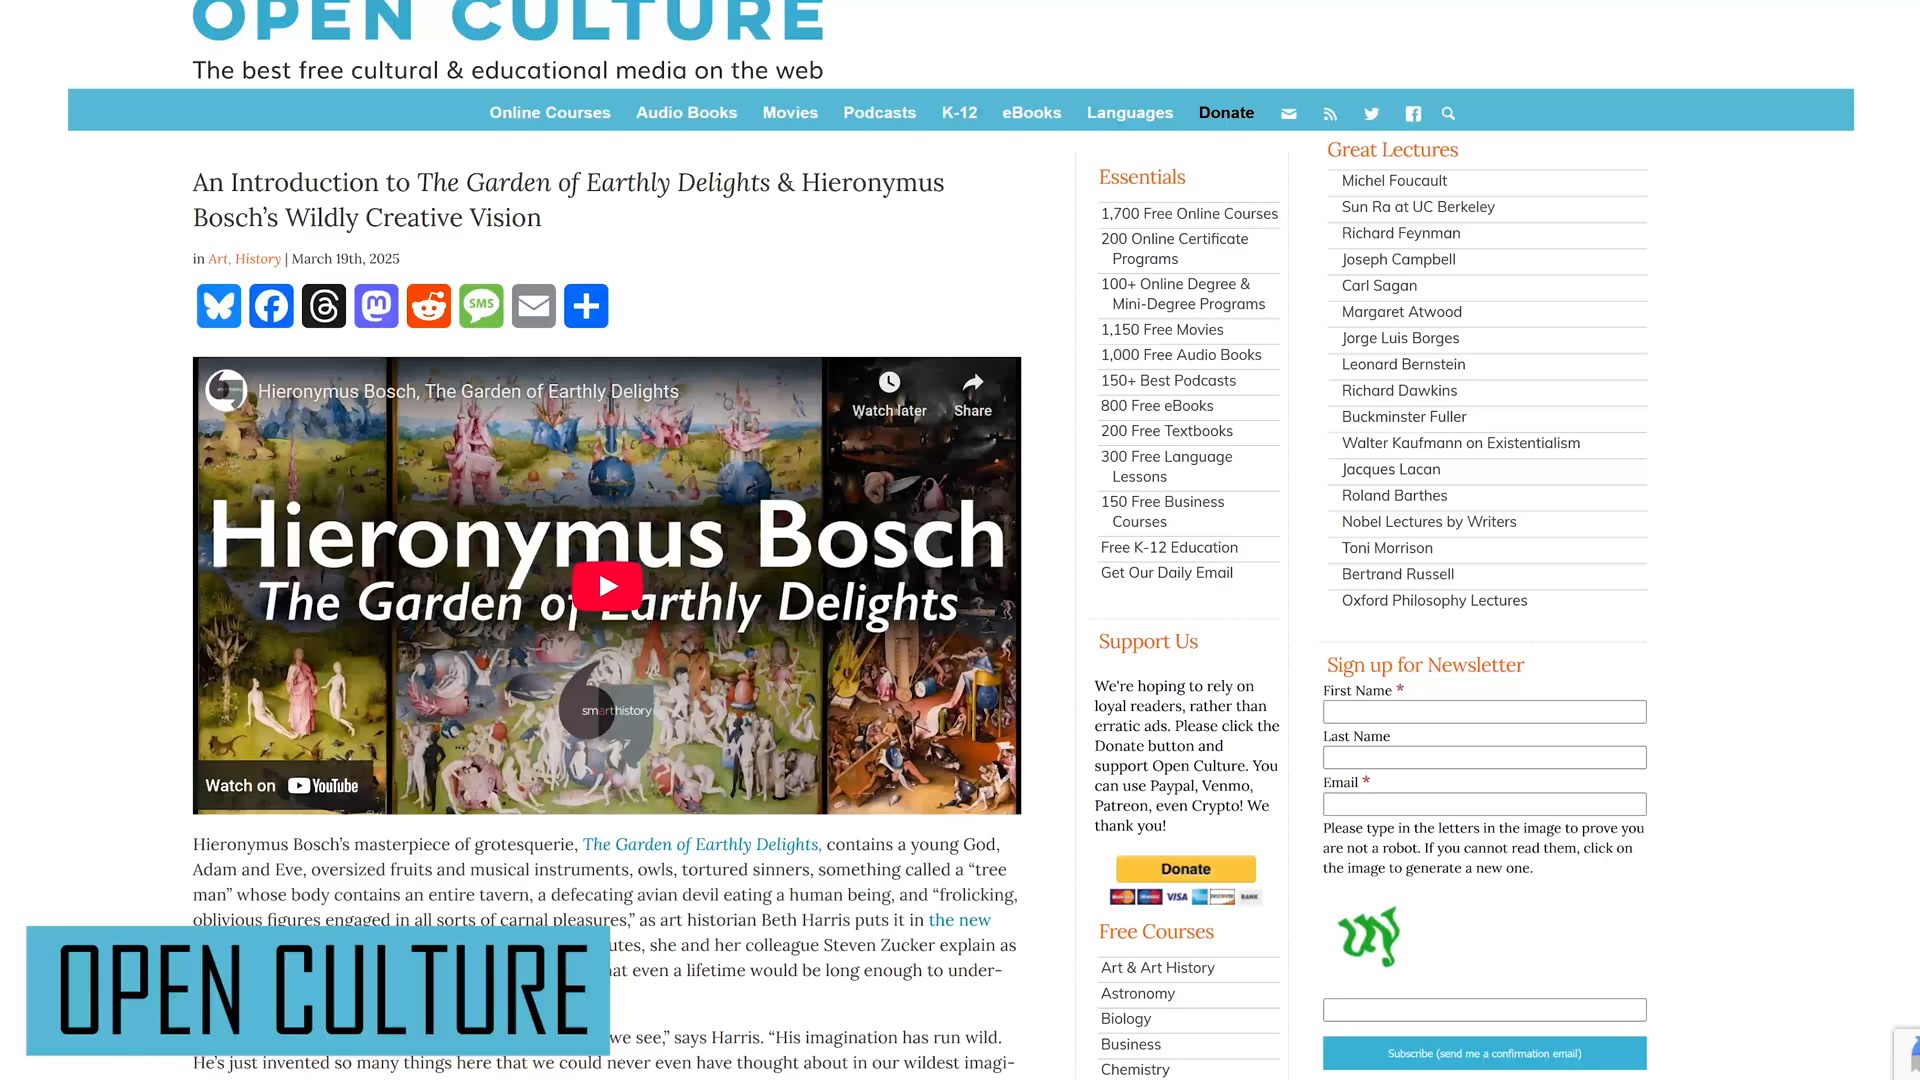 OPEN CULTURE
The best free cultural & educational media on the web
Online Courses Audio Books Movies Podcasts K-12 eBooks Languages Donate
An Introduction to The Garden of Earthly Delights & Hieronymus
Bosch’s Wildly Creative Vision
in Art, History | March 19th, 2025
SMS
Hieronymus Bosch, The Garden of Earthly Delights
Watch later Share
Hieronymus Bosch
The Garden of Earthly Delights
smarthistory
Watch on YouTube
Hieronymus Bosch’s masterpiece of grotesquerie, The Garden of Earthly Delights, contains a young God,
Adam and Eve, oversized fruits and musical instruments, owls, tortured sinners, something called a “tree
man” whose body contains an entire tavern, a defecating avian devil eating a human being, and “frolicking,
oblivious figures engaged in all sorts of carnal pleasures,” as art historian Beth Harris puts it in the new
she and her colleague Steven Zucker explain as
even a lifetime would be long enough to under-
we see,” says Harris. “His imagination has run wild.
He’s just invented so many things here that we could never even have thought about in our wildest imagi-
OPEN CULTURE
Essentials
1,700 Free Online Courses
200 Online Certificate
Programs
100+ Online Degree &
Mini-Degree Programs
1,150 Free Movies
1,000 Free Audio Books
150+ Best Podcasts
800 Free eBooks
200 Free Textbooks
300 Free Language
Lessons
150 Free Business
Courses
Free K-12 Education
Get Our Daily Email
Support Us
We're hoping to rely on
loyal readers, rather than
erratic ads. Please click the
Donate button and
support Open Culture. You
can use Paypal, Venmo,
Patreon, even Crypto! We
thank you!
Donate
VISA DISCOVER BANK
Free Courses
Art & Art History
Astronomy
Biology
Business
Chemistry
Great Lectures
Michel Foucault
Sun Ra at UC Berkeley
Richard Feynman
Joseph Campbell
Carl Sagan
Margaret Atwood
Jorge Luis Borges
Leonard Bernstein
Richard Dawkins
Buckminster Fuller
Walter Kaufmann on Existentialism
Jacques Lacan
Roland Barthes
Nobel Lectures by Writers
Toni Morrison
Bertrand Russell
Oxford Philosophy Lectures
Sign up for Newsletter
First Name *
Last Name
Email *
Please type in the letters in the image to prove you
are not a robot. If you cannot read them, click on
the image to generate a new one.
Subscribe (send me a confirmation email)